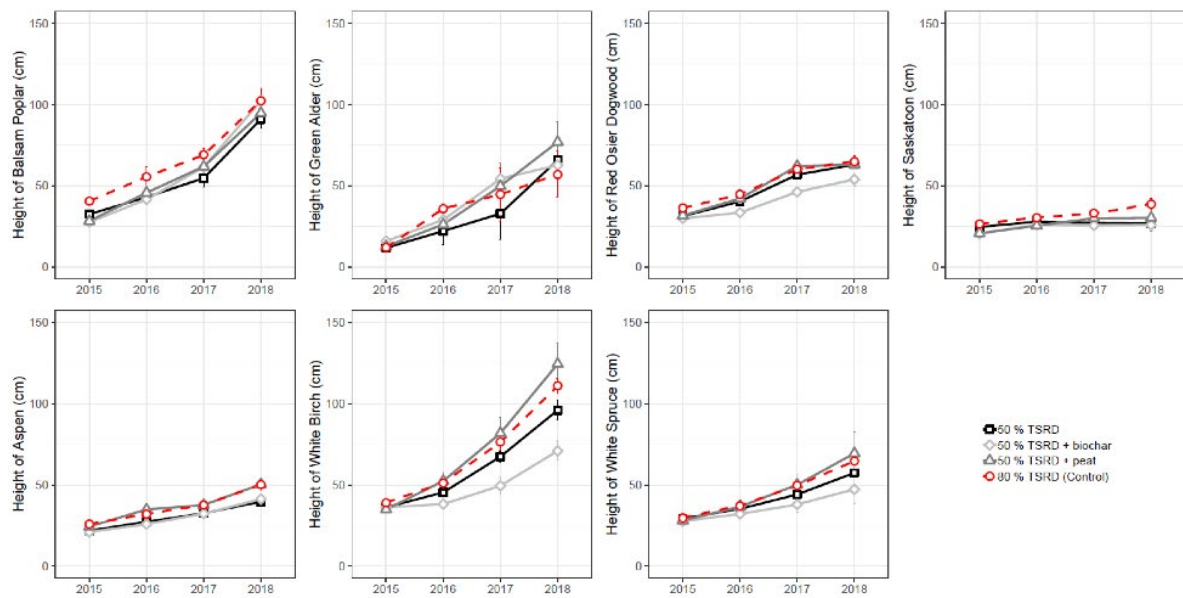 Height of Balsam Poplar (cm)
150
100
50
0
2015 2016 2017 2018
Height of Green Alder (cm)
150
100
50
0
2015 2016 2017 2018
Height of Red Osier Dogwood (cm)
150
100
50
0
2015 2016 2017 2018
Height of Saskatoon (cm)
150
100
50
0
2015 2016 2017 2018
Height of Aspen (cm)
150
100
50
0
2015 2016 2017 2018
Height of White Birch (cm)
150
100
50
0
2015 2016 2017 2018
Height of White Spruce (cm)
150
100
50
0
2015 2016 2017 2018
50 % TSRD
50 % TSRD + biochar
50 % TSRD + peat
80 % TSRD (Control)